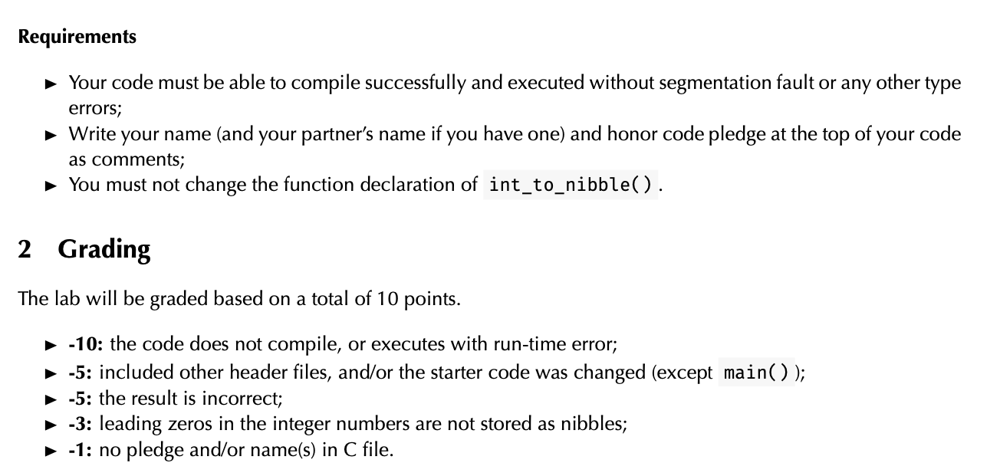 Requirements
► Your code must be able to compile successfully and executed without segmentation fault or any other type
errors;
► Write your name (and your partner's name if you have one) and honor code pledge at the top of your code
as comments;
► You must not change the function declaration of int_to_nibble().
2 Grading
The lab will be graded based on a total of 10 points.
► -10: the code does not compile, or executes with run-time error;
► -5: included other header files, and/or the starter code was changed (except main());
► -5: the result is incorrect;
► -3: leading zeros in the integer numbers are not stored as nibbles;
► -1: no pledge and/or name(s) in C file.